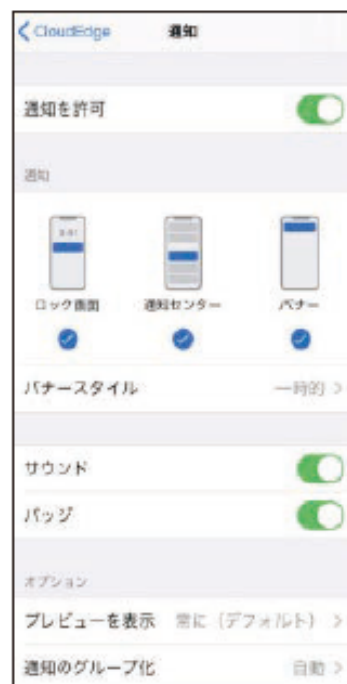 CloudEdge 通知
通知を許可
通知
ロック画面 通知センター バナー
バナースタイル 一時的
サウンド
バッジ
オプション
プレビューを表示 常に（デフォルト）
通知のグループ化 自動